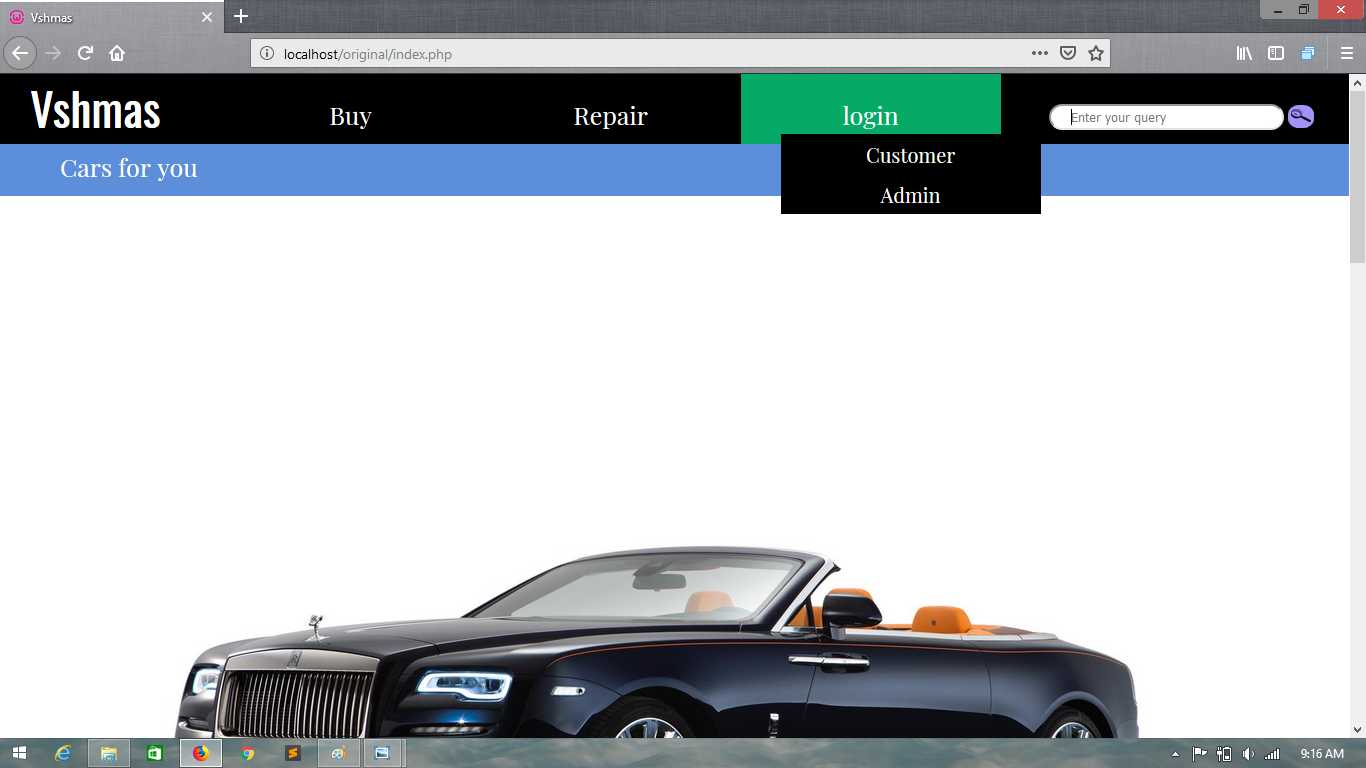 Vshmas
localhost/original/index.php
Vshmas
Buy
Repair
login
Enter your query
Customer
Admin
Cars for you
9:16 AM